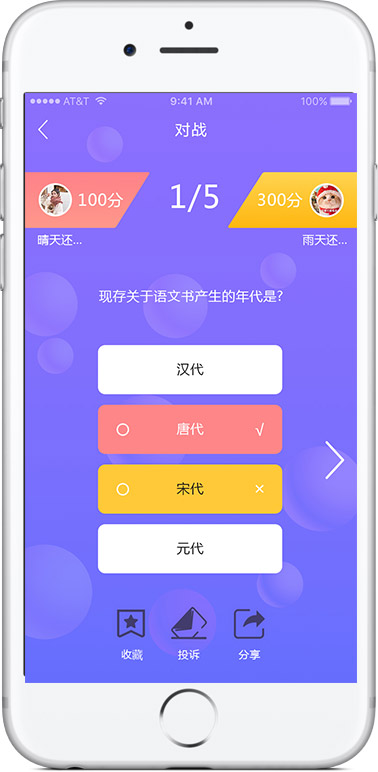 AT&T 9:41 AM 100%
对战
100分 1/5 300分
晴天还... 雨天还...
现存关于语文书产生的年代是?
汉代
唐代 √
宋代 ×
元代
收藏 投诉 分享